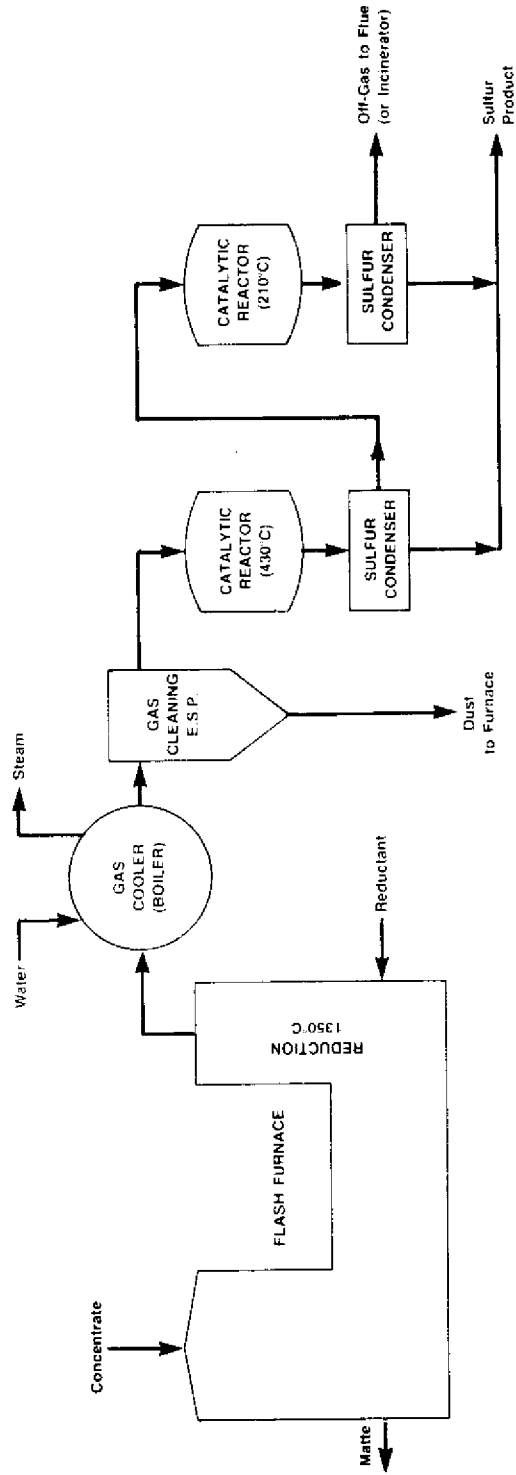 Concentrate
Matte
FLASH FURNACE
REDUCTION
1350°C
Reductant
Water
Steam
GAS
COOLER
(BOILER)
GAS
CLEANING
E.S.P.
Dust
to Furnace
CATALYTIC
REACTOR
(430°C)
SULFUR
CONDENSER
CATALYTIC
REACTOR
(210°C)
SULFUR
CONDENSER
Off-Gas to Flue
(or Incinerator)
Sulfur
Product